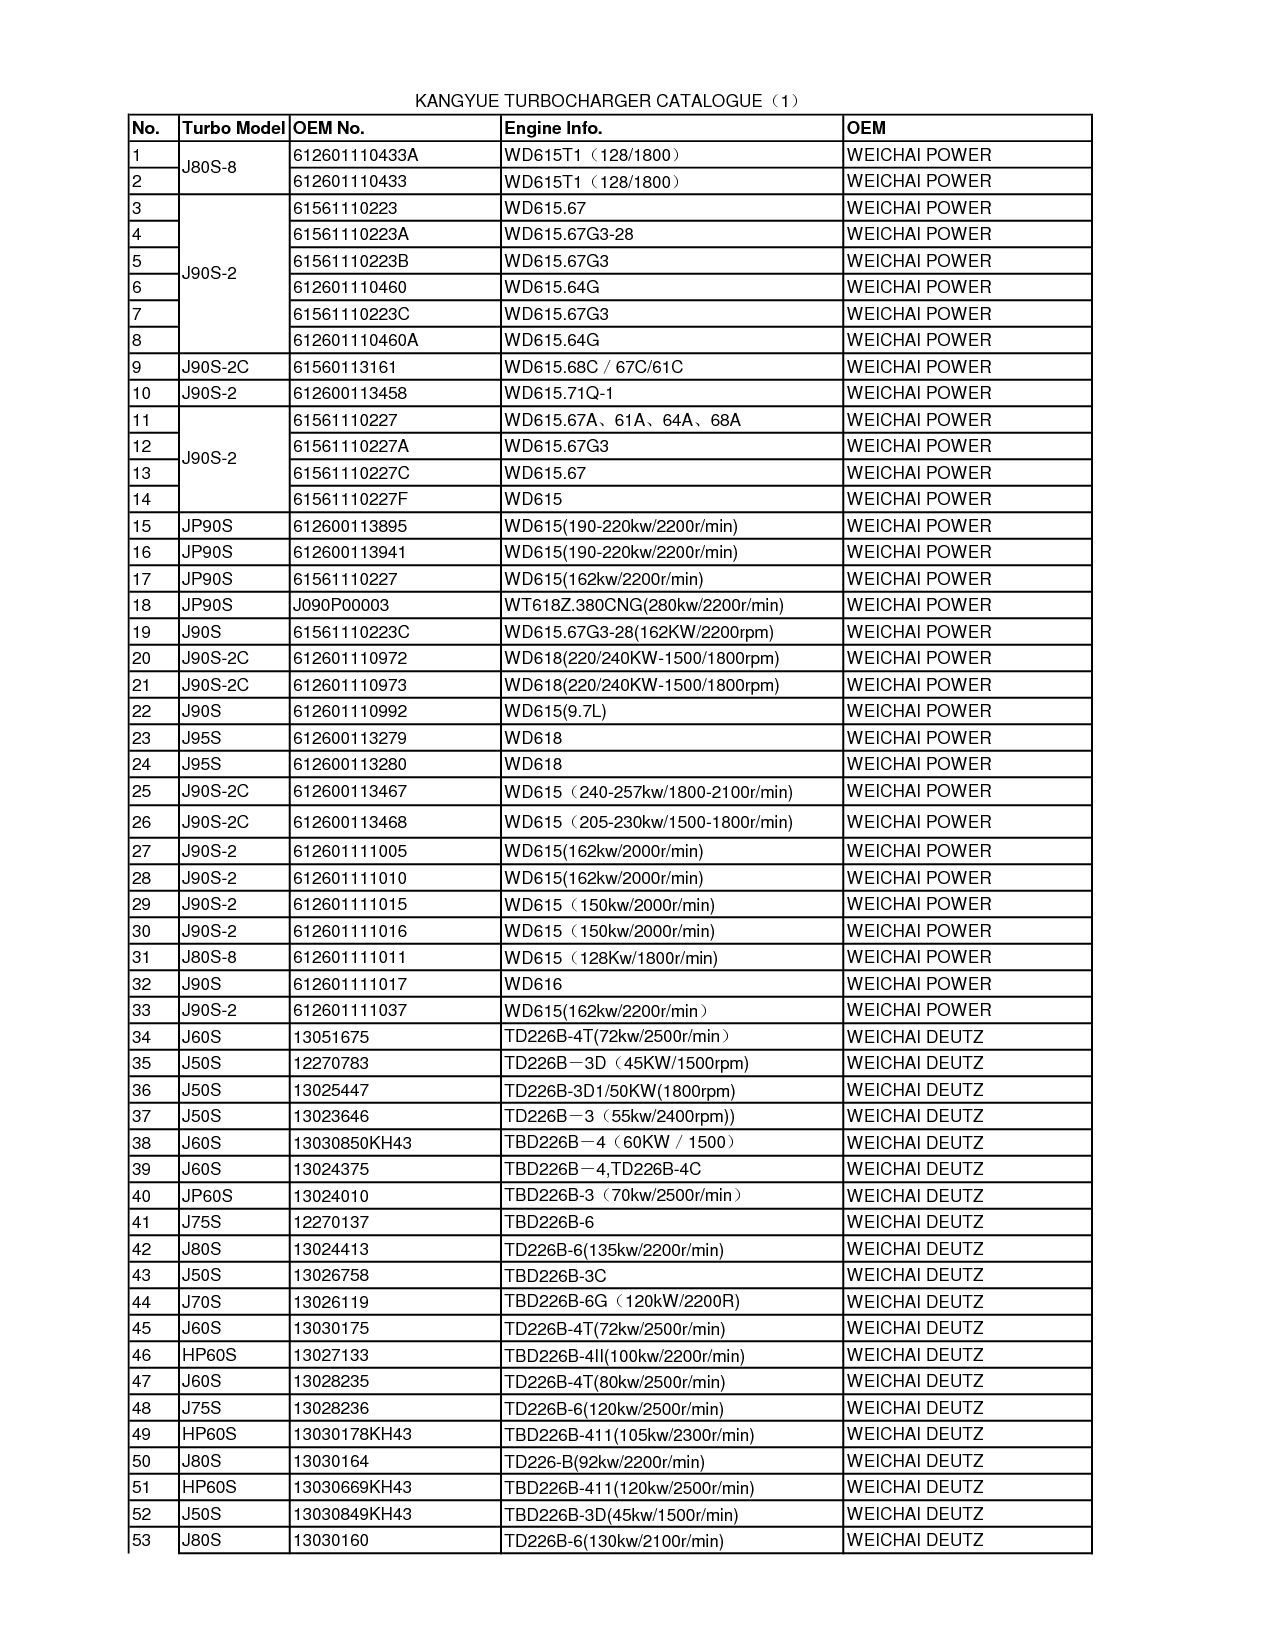 KANGYUE TURBOCHARGER CATALOGUE（1）
No. Turbo Model OEM No. Engine Info. OEM
1 J80S-8 612601110433A WD615T1（128/1800） WEICHAI POWER
2 612601110433 WD615T1（128/1800） WEICHAI POWER
3 61561110223 WD615.67 WEICHAI POWER
4 61561110223A WD615.67G3-28 WEICHAI POWER
5 J90S-2 61561110223B WD615.67G3 WEICHAI POWER
6 612601110460 WD615.64G WEICHAI POWER
7 61561110223C WD615.67G3 WEICHAI POWER
8 612601110460A WD615.64G WEICHAI POWER
9 J90S-2C 61560113161 WD615.68C / 67C/61C WEICHAI POWER
10 J90S-2 612600113458 WD615.71Q-1 WEICHAI POWER
11 61561110227 WD615.67A、61A、64A、68A WEICHAI POWER
12 J90S-2 61561110227A WD615.67G3 WEICHAI POWER
13 61561110227C WD615.67 WEICHAI POWER
14 61561110227F WD615 WEICHAI POWER
15 JP90S 612600113895 WD615(190-220kw/2200r/min) WEICHAI POWER
16 JP90S 612600113941 WD615(190-220kw/2200r/min) WEICHAI POWER
17 JP90S 61561110227 WD615(162kw/2200r/min) WEICHAI POWER
18 JP90S J090P00003 WT618Z.380CNG(280kw/2200r/min) WEICHAI POWER
19 J90S 61561110223C WD615.67G3-28(162KW/2200rpm) WEICHAI POWER
20 J90S-2C 612601110972 WD618(220/240KW-1500/1800rpm) WEICHAI POWER
21 J90S-2C 612601110973 WD618(220/240KW-1500/1800rpm) WEICHAI POWER
22 J90S 612601110992 WD615(9.7L) WEICHAI POWER
23 J95S 612600113279 WD618 WEICHAI POWER
24 J95S 612600113280 WD618 WEICHAI POWER
25 J90S-2C 612600113467 WD615（240-257kw/1800-2100r/min) WEICHAI POWER
26 J90S-2C 612600113468 WD615（205-230kw/1500-1800r/min) WEICHAI POWER
27 J90S-2 612601111005 WD615(162kw/2000r/min) WEICHAI POWER
28 J90S-2 612601111010 WD615(162kw/2000r/min) WEICHAI POWER
29 J90S-2 612601111015 WD615（150kw/2000r/min) WEICHAI POWER
30 J90S-2 612601111016 WD615（150kw/2000r/min) WEICHAI POWER
31 J80S-8 612601111011 WD615（128Kw/1800r/min) WEICHAI POWER
32 J90S 612601111017 WD616 WEICHAI POWER
33 J90S-2 612601111037 WD615(162kw/2200r/min） WEICHAI POWER
34 J60S 13051675 TD226B-4T(72kw/2500r/min） WEICHAI DEUTZ
35 J50S 12270783 TD226B－3D（45KW/1500rpm) WEICHAI DEUTZ
36 J50S 13025447 TD226B-3D1/50KW(1800rpm) WEICHAI DEUTZ
37 J50S 13023646 TD226B－3（55kw/2400rpm)) WEICHAI DEUTZ
38 J60S 13030850KH43 TBD226B－4（60KW / 1500） WEICHAI DEUTZ
39 J60S 13024375 TBD226B－4,TD226B-4C WEICHAI DEUTZ
40 JP60S 13024010 TBD226B-3（70kw/2500r/min） WEICHAI DEUTZ
41 J75S 12270137 TBD226B-6 WEICHAI DEUTZ
42 J80S 13024413 TD226B-6(135kw/2200r/min) WEICHAI DEUTZ
43 J50S 13026758 TBD226B-3C WEICHAI DEUTZ
44 J70S 13026119 TBD226B-6G（120kW/2200R) WEICHAI DEUTZ
45 J60S 13030175 TD226B-4T(72kw/2500r/min) WEICHAI DEUTZ
46 HP60S 13027133 TBD226B-4II(100kw/2200r/min) WEICHAI DEUTZ
47 J60S 13028235 TD226B-4T(80kw/2500r/min) WEICHAI DEUTZ
48 J75S 13028236 TD226B-6(120kw/2500r/min) WEICHAI DEUTZ
49 HP60S 13030178KH43 TBD226B-411(105kw/2300r/min) WEICHAI DEUTZ
50 J80S 13030164 TD226-B(92kw/2200r/min) WEICHAI DEUTZ
51 HP60S 13030669KH43 TBD226B-411(120kw/2500r/min) WEICHAI DEUTZ
52 J50S 13030849KH43 TBD226B-3D(45kw/1500r/min) WEICHAI DEUTZ
53 J80S 13030160 TD226B-6(130kw/2100r/min) WEICHAI DEUTZ